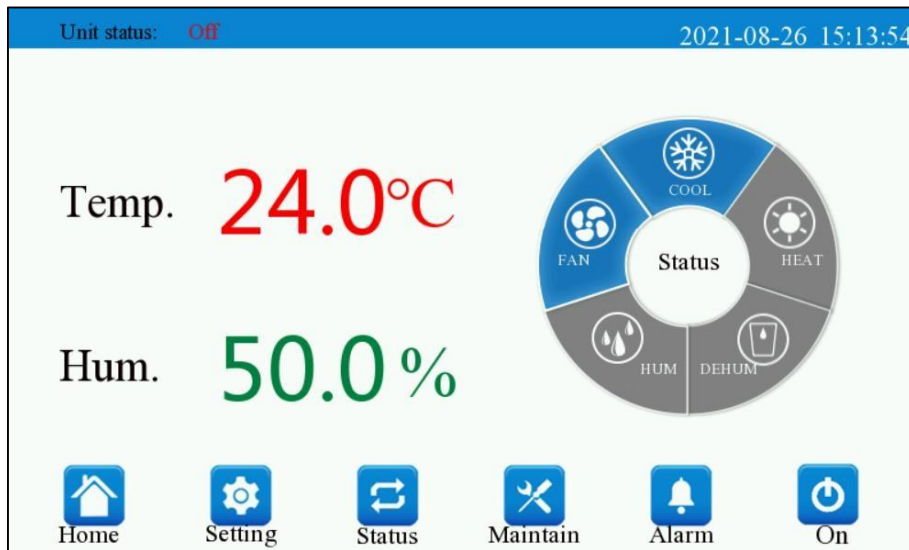 Unit status: Off
2021-08-26 15:13:54
Temp. 24.0°C
Hum. 50.0 %
COOL
FAN
Status
HEAT
HUM
DEHUM
Home
Setting
Status
Maintain
Alarm
On